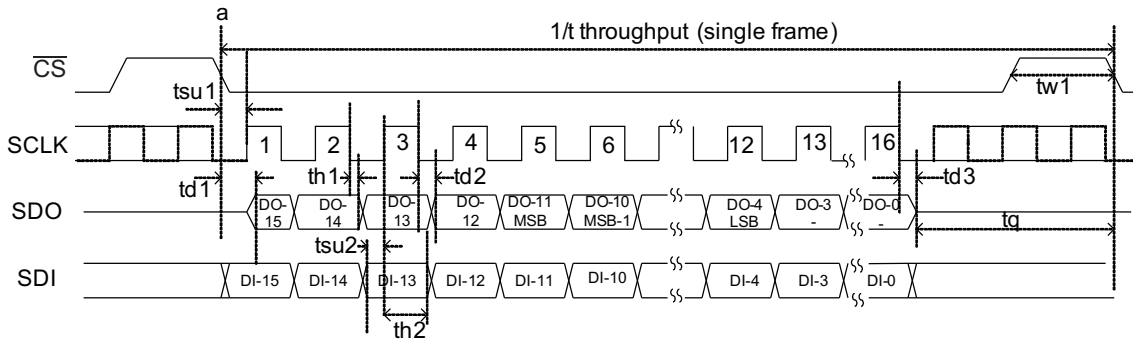 a
1/t throughput (single frame)
CS
tsu1
tw1
SCLK
1 2 3 4 5 6 12 13 16
td1
th1
td2
td3
SDO
DO-15
DO-14
DO-13
DO-12
DO-11 MSB
DO-10 MSB-1
DO-4 LSB
DO-3 -
DO-0 -
tq
tsu2
SDI
DI-15 DI-14 DI-13 DI-12 DI-11 DI-10 DI-4 DI-3 DI-0
th2